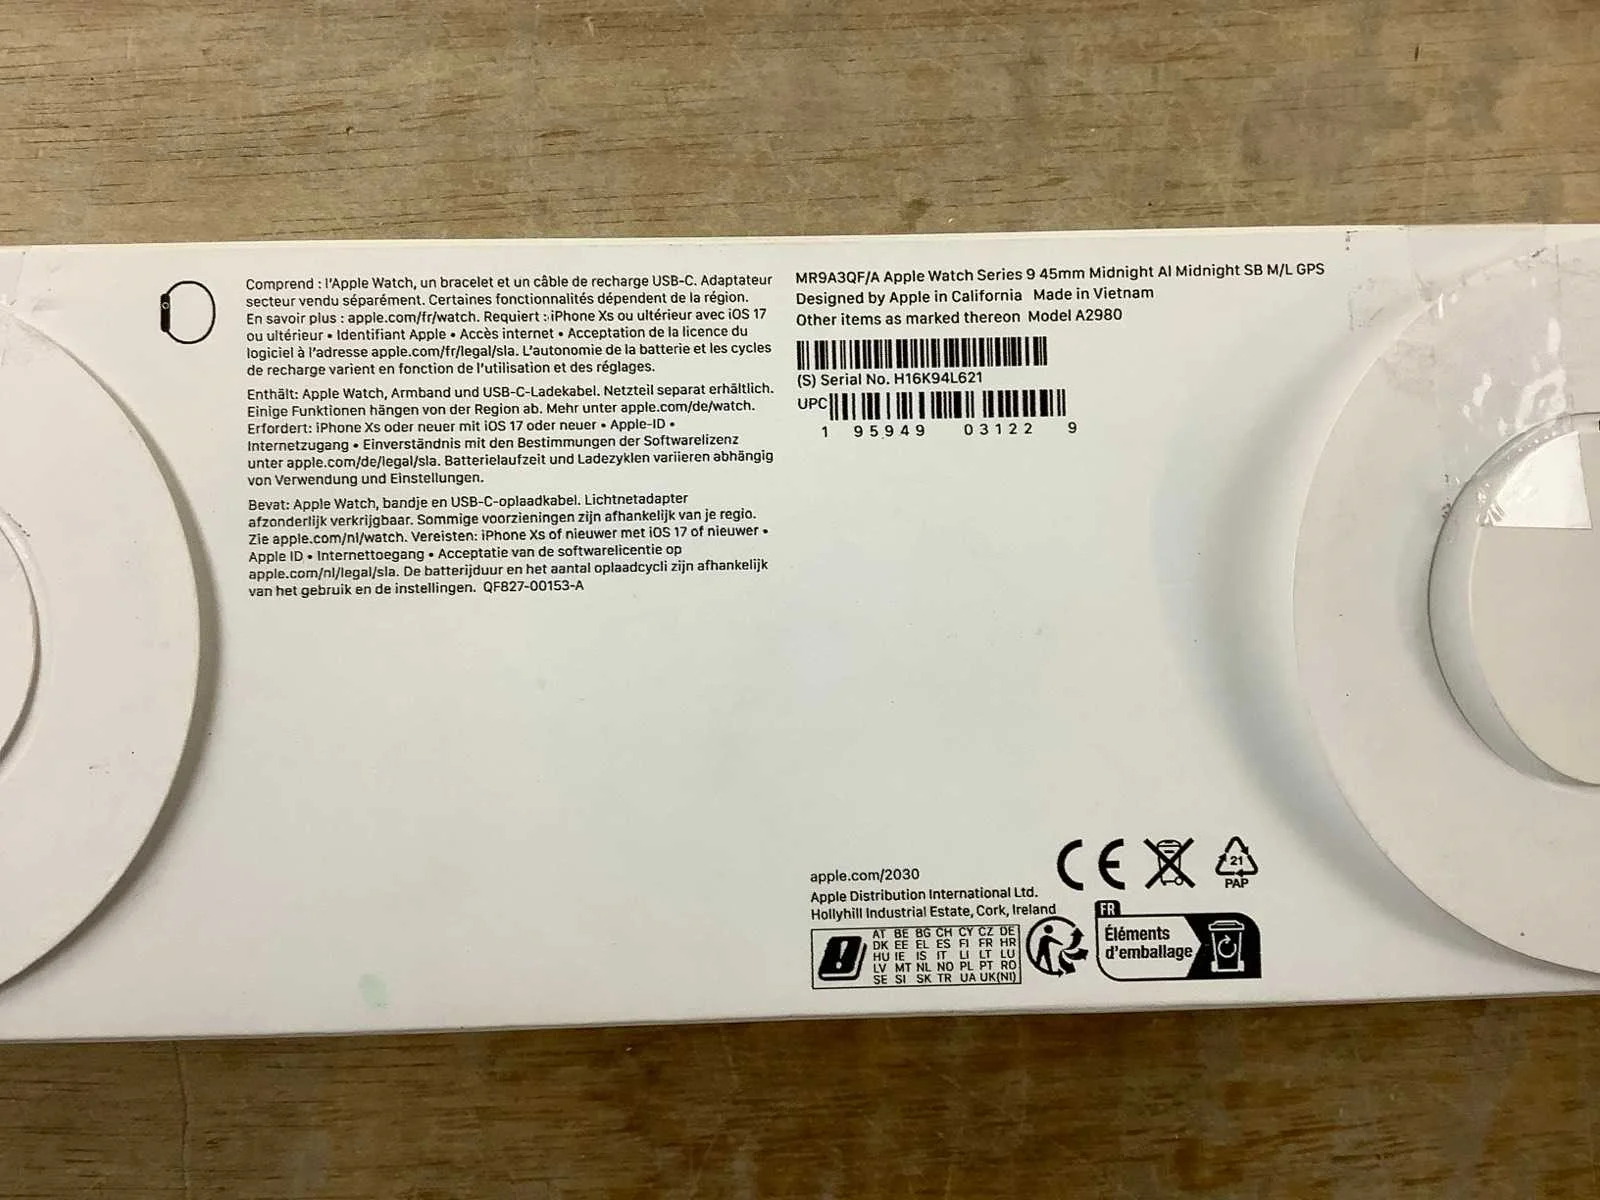 Comprend : l'Apple Watch, un bracelet et un câble de recharge USB-C. Adaptateur
secteur vendu séparément. Certaines fonctionnalités dépendent de la région.
En savoir plus : apple.com/fr/watch. Requiert : iPhone Xs ou ultérieur avec iOS 17
ou ultérieur • Identifiant Apple • Accès internet • Acceptation de la licence du
logiciel à l'adresse apple.com/fr/legal/sla. L'autonomie de la batterie et les cycles
de recharge varient en fonction de l'utilisation et des réglages.
Enthält: Apple Watch, Armband und USB-C-Ladekabel. Netzteil separat erhältlich.
Einige Funktionen hängen von der Region ab. Mehr unter apple.com/de/watch.
Erfordert: iPhone Xs oder neuer mit iOS 17 oder neuer • Apple-ID •
Internetzugang • Einverständnis mit den Bestimmungen der Softwarelizenz
unter apple.com/de/legal/sla. Batterielaufzeit und Ladezyklen variieren abhängig
von Verwendung und Einstellungen.
Bevat: Apple Watch, bandje en USB-C-oplaadkabel. Lichtnetadapter
afzonderlijk verkrijgbaar. Sommige voorzieningen zijn afhankelijk van je regio.
Zie apple.com/nl/watch. Vereisten: iPhone Xs of nieuwer met iOS 17 of nieuwer •
Apple ID • Internettoegang • Acceptatie van de softwarelicentie op
apple.com/nl/legal/sla. De batterijduur en het aantal oplaadcycli zijn afhankelijk
van het gebruik en de instellingen. QF827-00153-A
MR9A3QF/A Apple Watch Series 9 45mm Midnight Al Midnight SB M/L GPS
Designed by Apple in California Made in Vietnam
Other items as marked thereon Model A2980
(S) Serial No. H16K94L621
UPC
1 95949 03122 9
apple.com/2030
Apple Distribution International Ltd.
Hollyhill Industrial Estate, Cork, Ireland
AT BE BG CH CY CZ DE
DK EE EL ES FI FR HR
HU IE IS IT LI LT LU
LV MT NL NO PL PT RO
SE SI SK TR UA UK(NI)
CE
21
PAP
FR
Éléments
d'emballage